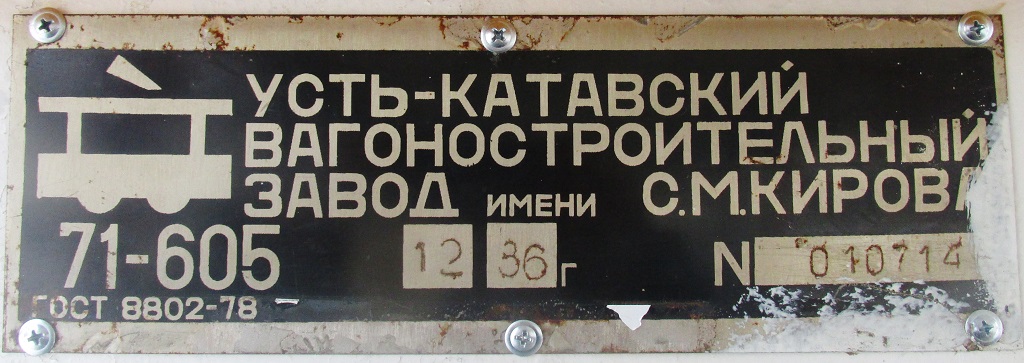 УСТЬ-КАТАВСКИЙ
ВАГОНОСТРОИТЕЛЬНЫЙ
ЗАВОД ИМЕНИ С.М.КИРОВА
71-605 12 86 г N 010714
ГОСТ 8802-78